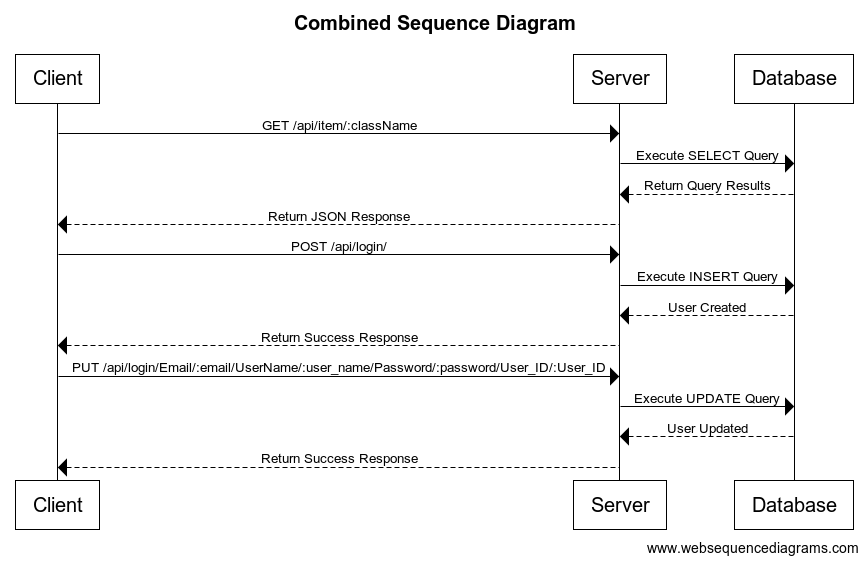 Combined Sequence Diagram
Client
Server
Database
GET /api/item/:className
Execute SELECT Query
Return Query Results
Return JSON Response
POST /api/login/
Execute INSERT Query
User Created
Return Success Response
PUT /api/login/Email/:email/UserName/:user_name/Password/:password/User_ID/:User_ID
Execute UPDATE Query
User Updated
Return Success Response
Client
Server
Database
www.websequencediagrams.com